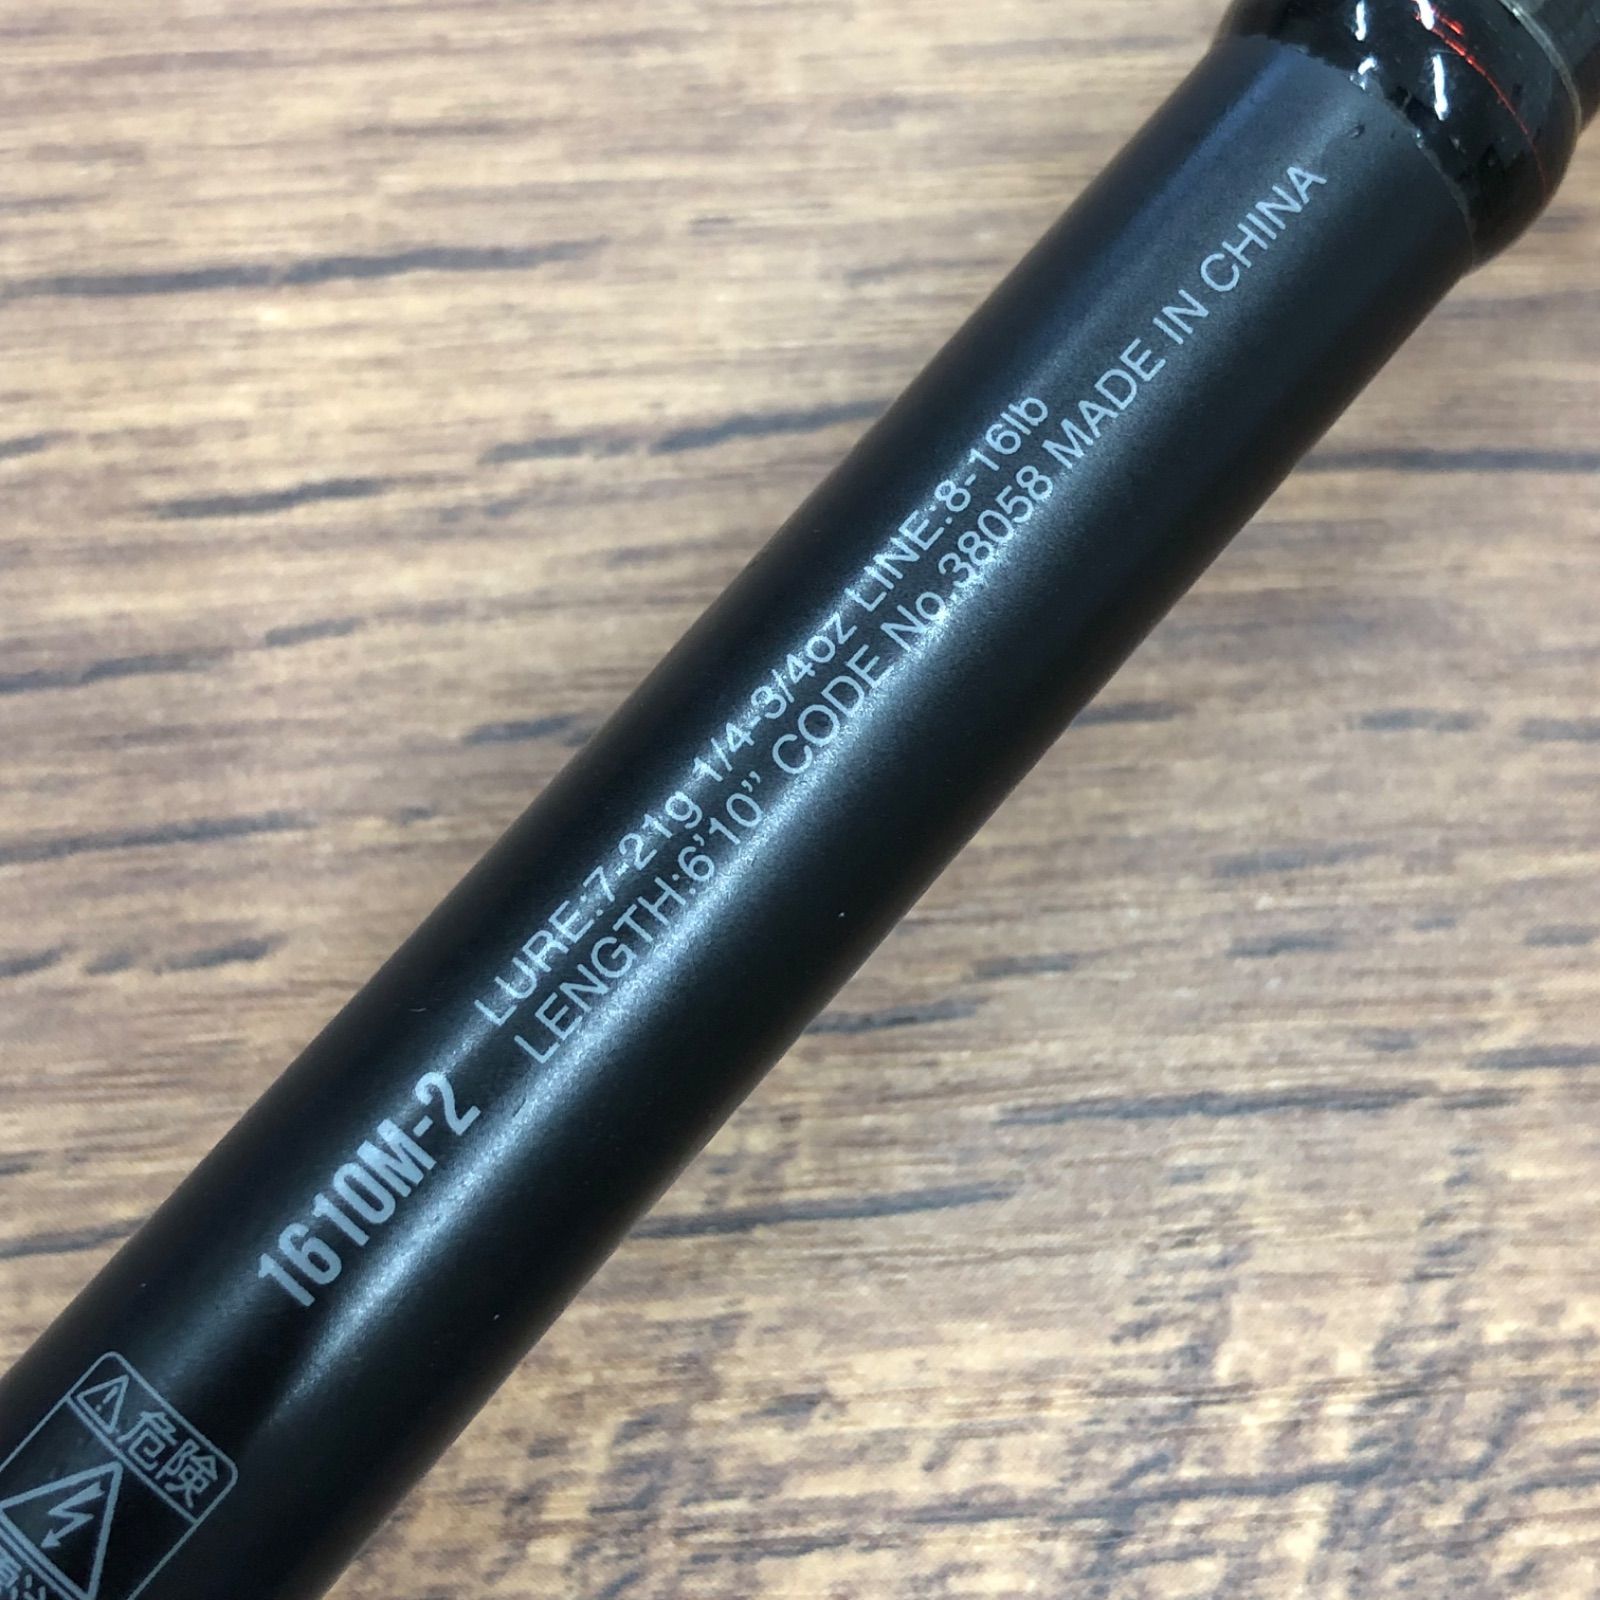 1610M-2
LURE:7-21g 1/4-3/4oz LINE:8-16lb
LENGTH:6'10" CODE No.38058 MADE IN CHINA
⚠危険